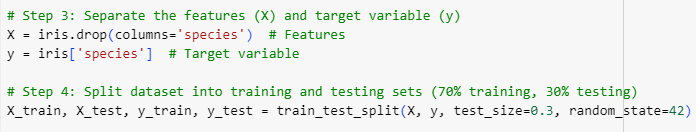 # Step 3: Separate the features (X) and target variable (y)
X = iris.drop(columns='species')  # Features
y = iris['species']  # Target variable
# Step 4: Split dataset into training and testing sets (70% training, 30% testing)
X_train, X_test, y_train, y_test = train_test_split(X, y, test_size=0.3, random_state=42)